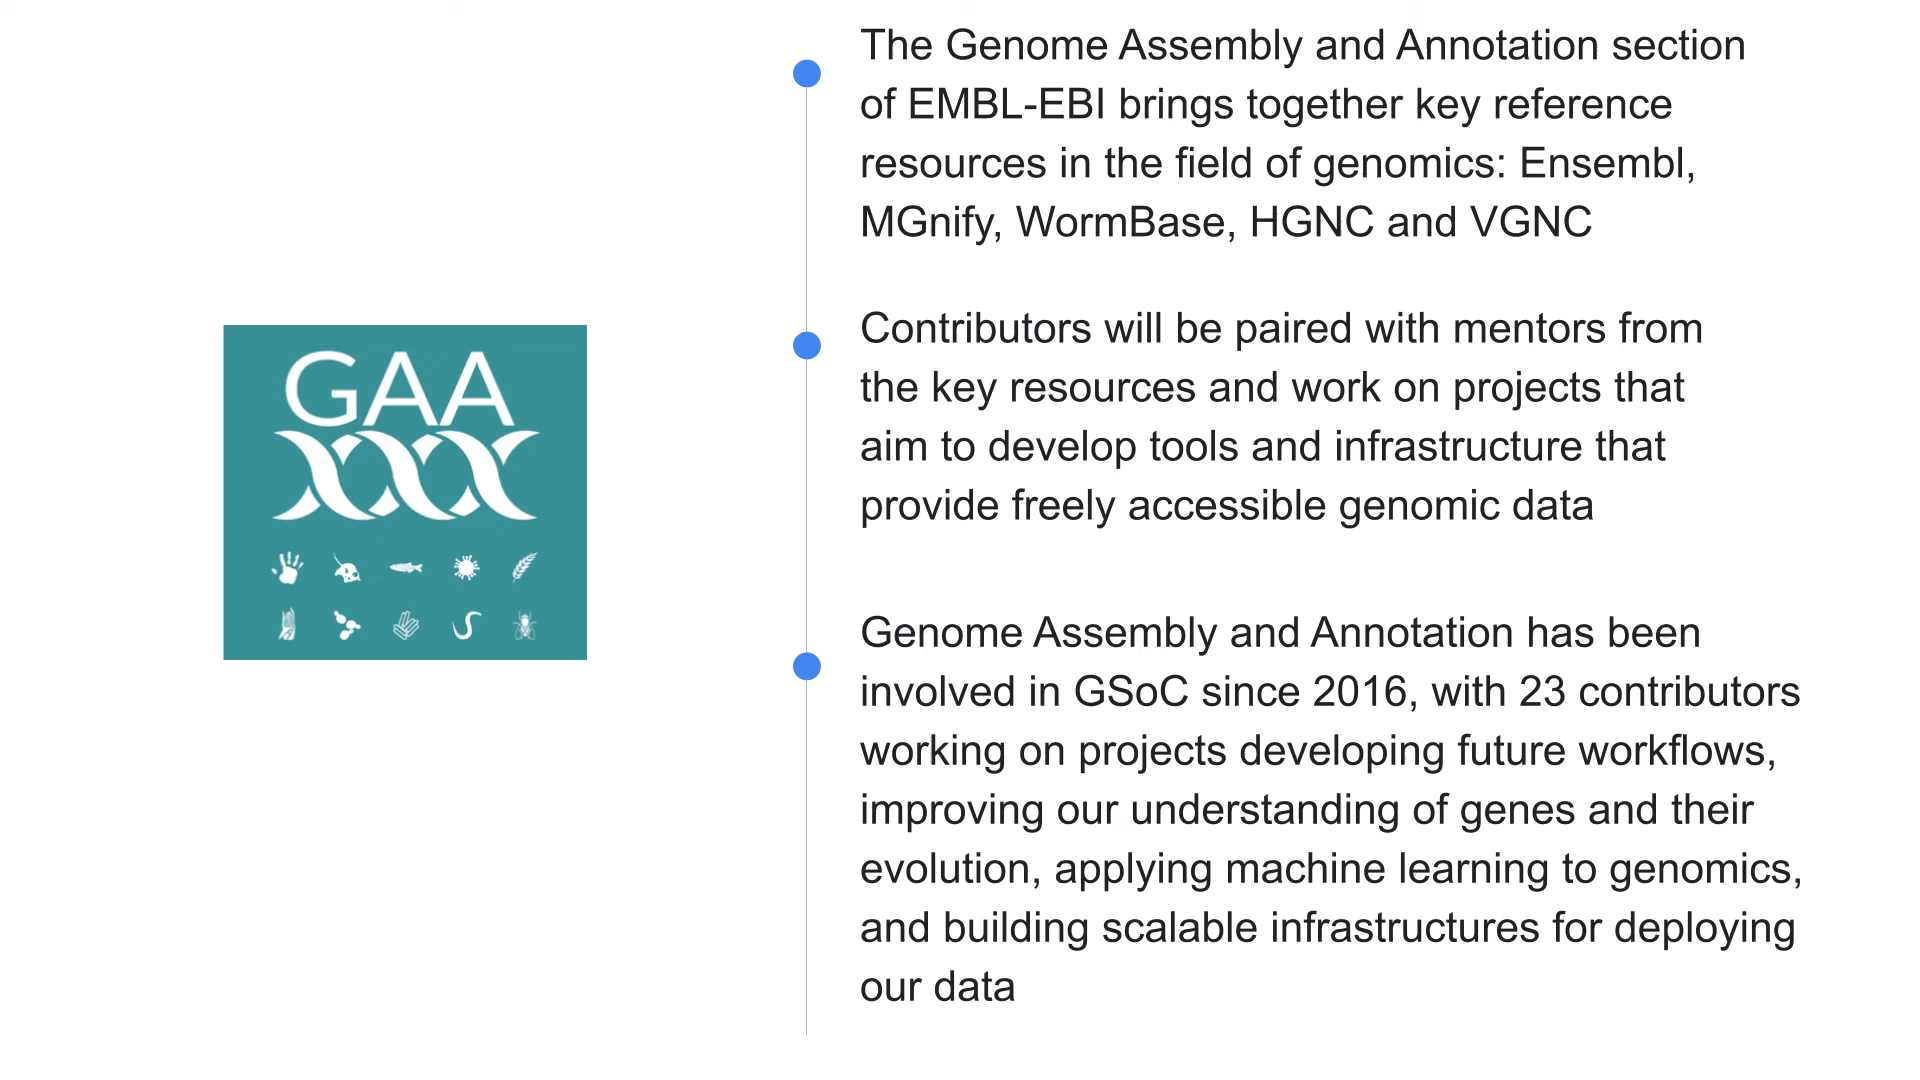 GAA
The Genome Assembly and Annotation section
of EMBL-EBI brings together key reference
resources in the field of genomics: Ensembl,
MGnify, WormBase, HGNC and VGNC
Contributors will be paired with mentors from
the key resources and work on projects that
aim to develop tools and infrastructure that
provide freely accessible genomic data
Genome Assembly and Annotation has been
involved in GSoC since 2016, with 23 contributors
working on projects developing future workflows,
improving our understanding of genes and their
evolution, applying machine learning to genomics,
and building scalable infrastructures for deploying
our data